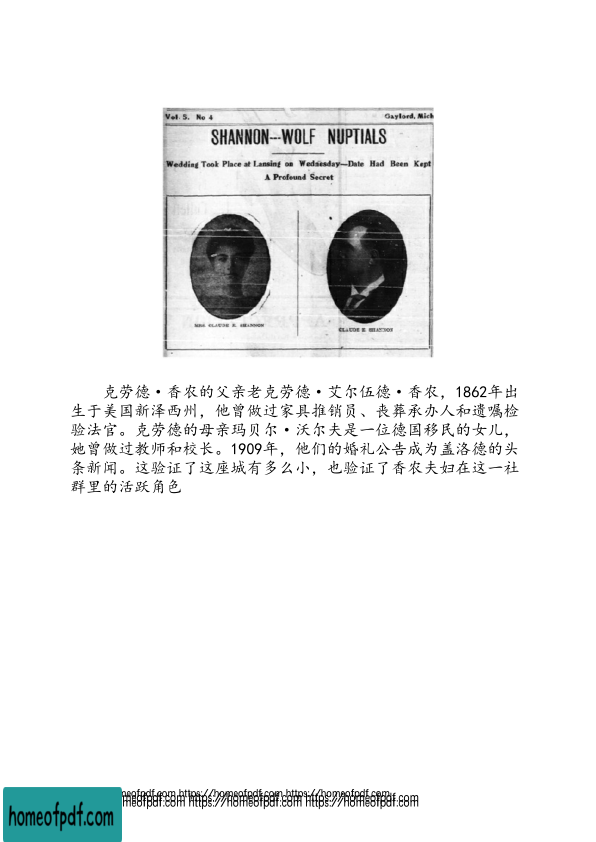 Vol. 5. No 4
Gaylord, Mich
SHANNON---WOLF NUPTIALS
Wedding Took Place at Lansing on Wednesday—Date Had Been Kept
A Profound Secret
MRS. CLAUDE E. SHANNON
CLAUDE E. SHANNON
克劳德·香农的父亲老克劳德·艾尔伍德·香农，1862年出
生于美国新泽西州，他曾做过家具推销员、丧葬承办人和遗嘱检
验法官。克劳德的母亲玛贝尔·沃尔夫是一位德国移民的女儿，
她曾做过教师和校长。1909年，他们的婚礼公告成为盖洛德的头
条新闻。这验证了这座城有多么小，也验证了香农夫妇在这一社
群里的活跃角色
homeofpdf.com https://homeofpdf.com https://homeofpdf.com
homeofpdf.com https://homeofpdf.com https://homeofpdf.com
homeofpdf.com